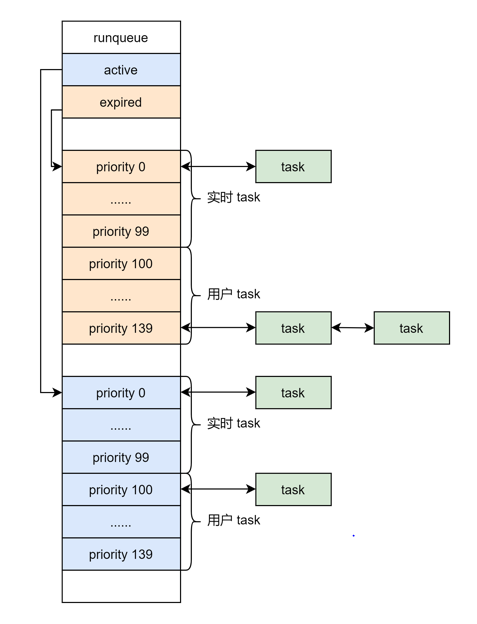 runqueue
active
expired
priority 0
task
......
实时 task
priority 99
priority 100
......
用户 task
priority 139
task
task
priority 0
task
......
实时 task
priority 99
priority 100
task
......
用户 task
priority 139